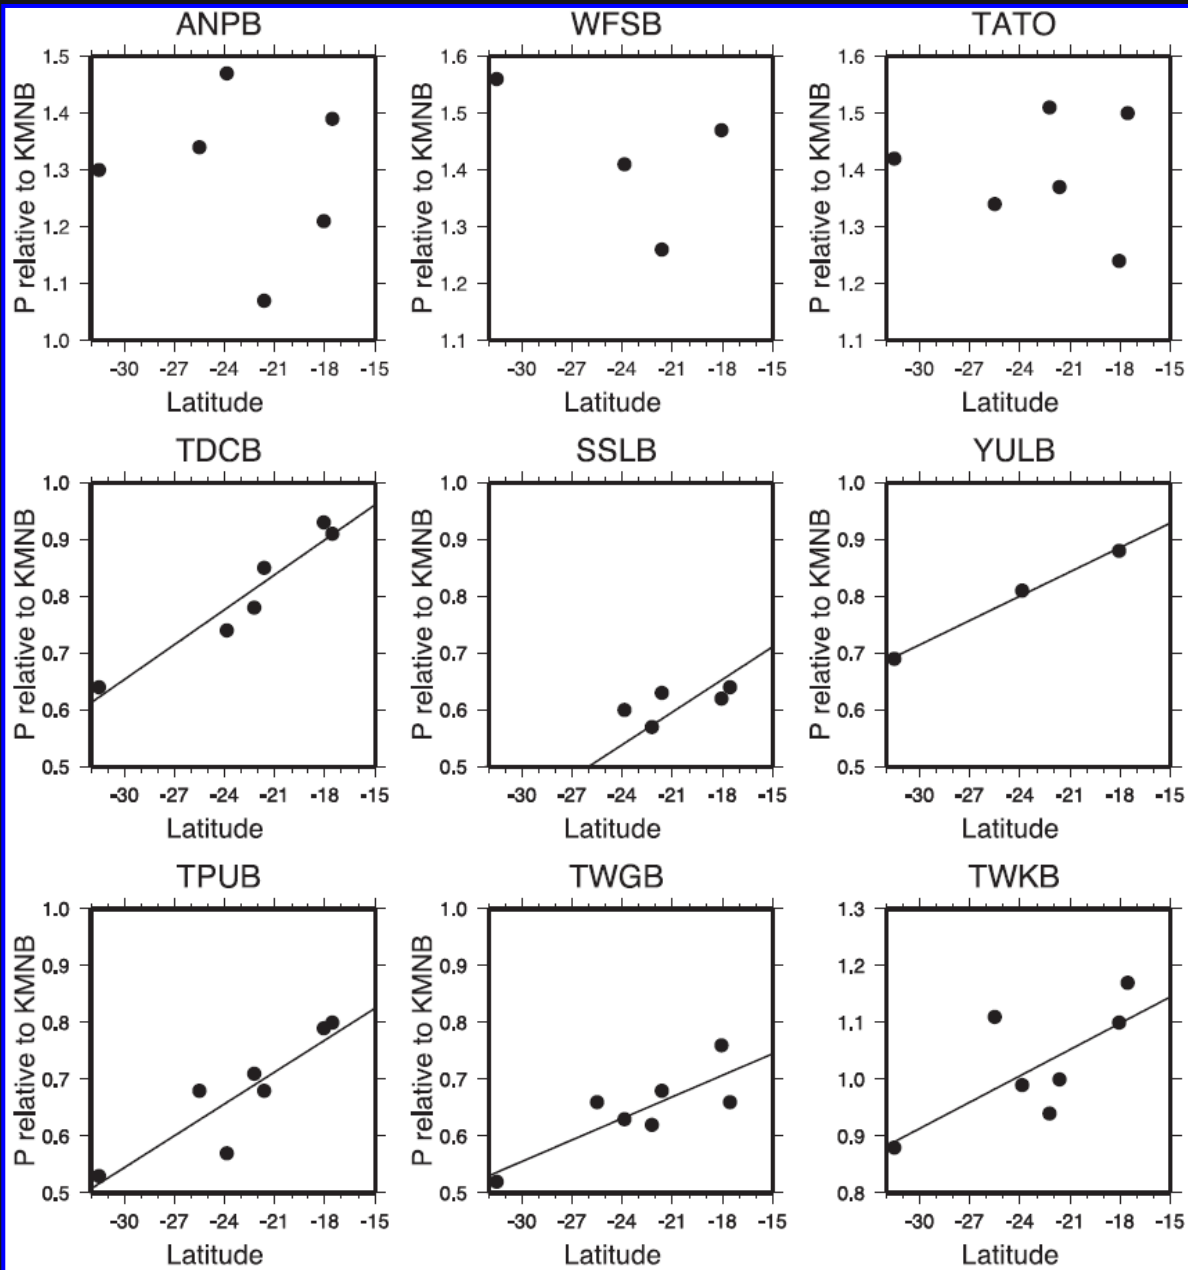 ANPB WFSB TATO
1.5 1.6 1.6
1.4 1.5 1.5
1.3 1.4 1.4
1.2 1.3 1.3
1.1 1.2 1.2
1.0 1.1 1.1
P relative to KMNB P relative to KMNB P relative to KMNB
-30 -27 -24 -21 -18 -15 -30 -27 -24 -21 -18 -15 -30 -27 -24 -21 -18 -15
Latitude Latitude Latitude
TDCB SSLB YULB
1.0 1.0 1.0
0.9 0.9 0.9
0.8 0.8 0.8
0.7 0.7 0.7
0.6 0.6 0.6
0.5 0.5 0.5
P relative to KMNB P relative to KMNB P relative to KMNB
-30 -27 -24 -21 -18 -15 -30 -27 -24 -21 -18 -15 -30 -27 -24 -21 -18 -15
Latitude Latitude Latitude
TPUB TWGB TWKB
1.0 1.0 1.3
0.9 0.9 1.2
0.8 0.8 1.1
0.7 0.7 1.0
0.6 0.6 0.9
0.5 0.5 0.8
P relative to KMNB P relative to KMNB P relative to KMNB
-30 -27 -24 -21 -18 -15 -30 -27 -24 -21 -18 -15 -30 -27 -24 -21 -18 -15
Latitude Latitude Latitude